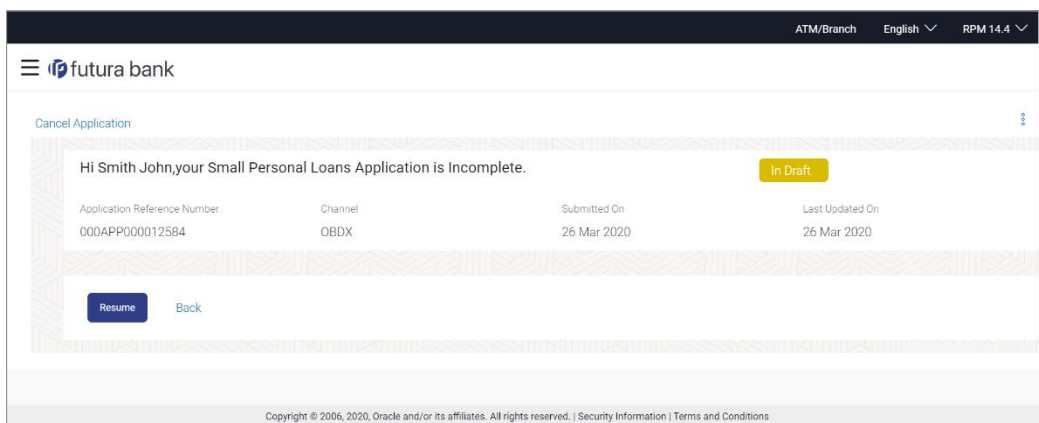 ATM/Branch English RPM 14.4
futura bank
Cancel Application
Hi Smith John,your Small Personal Loans Application is Incomplete. In Draft
Application Reference Number Channel Submitted On Last Updated On
000APP000012584 OBDX 26 Mar 2020 26 Mar 2020
Resume Back
Copyright © 2006, 2020, Oracle and/or its affiliates. All rights reserved. | Security Information | Terms and Conditions